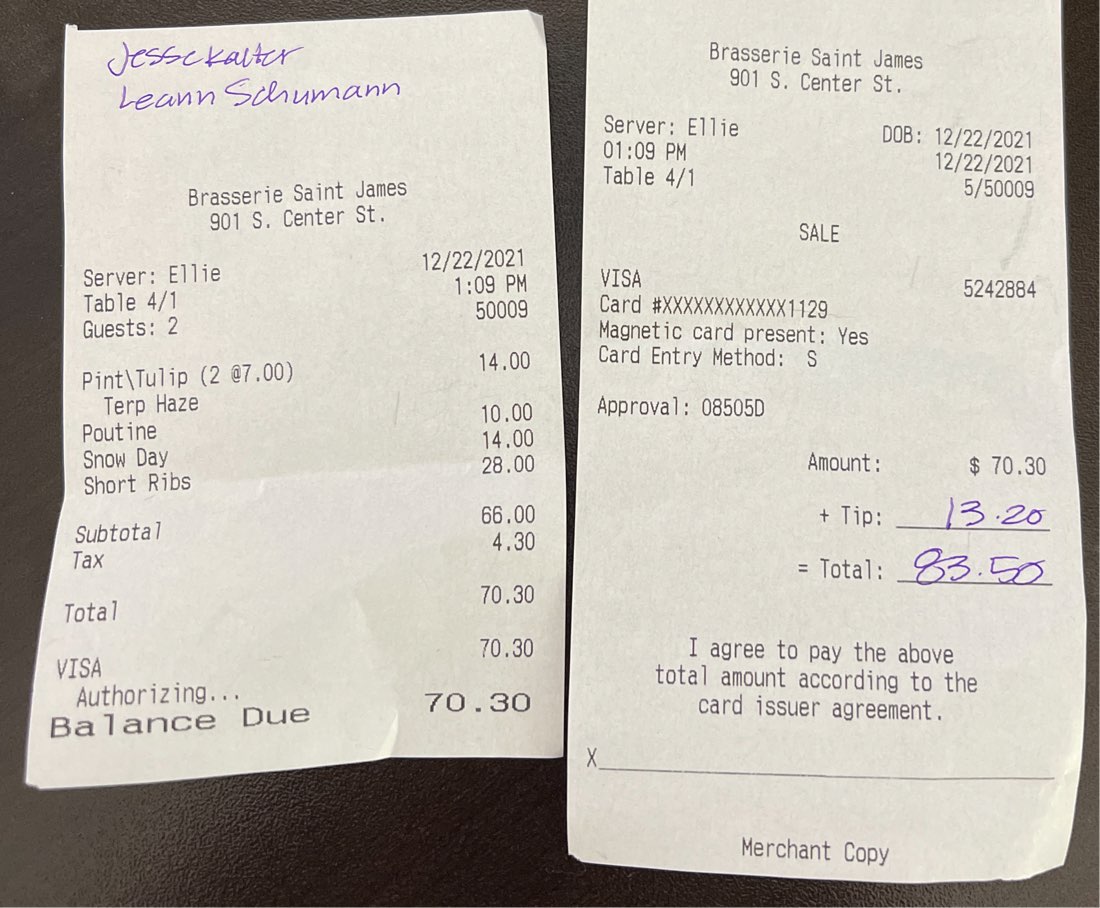 Jesse Kalter
Leann Schumann
Brasserie Saint James
901 S. Center St.
Server: Ellie 12/22/2021
Table 4/1 1:09 PM
Guests: 2 50009
Pint\Tulip (2 @7.00) 14.00
Terp Haze
Poutine 10.00
Snow Day 14.00
Short Ribs 28.00
Subtotal 66.00
Tax 4.30
Total 70.30
VISA 70.30
Authorizing...
Balance Due 70.30
Brasserie Saint James
901 S. Center St.
Server: Ellie DOB: 12/22/2021
01:09 PM 12/22/2021
Table 4/1 5/50009
SALE
VISA 5242884
Card #XXXXXXXXXXXX1129
Magnetic card present: Yes
Card Entry Method: S
Approval: 08505D
Amount: $ 70.30
+ Tip: 13.20
= Total: 83.50
I agree to pay the above
total amount according to the
card issuer agreement.
X
Merchant Copy